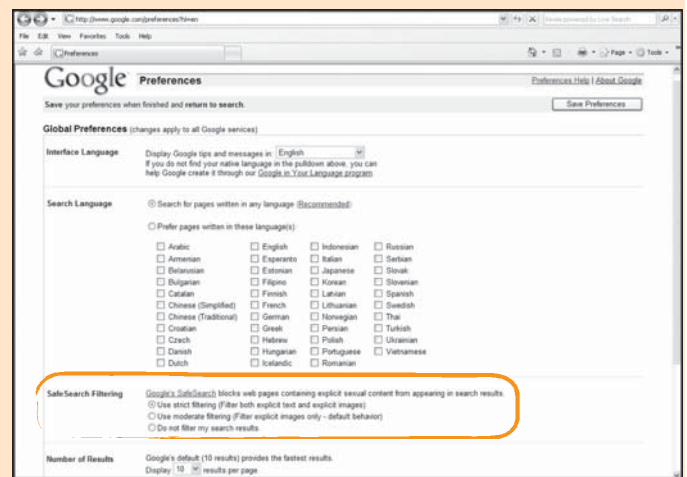 http://www.google.com/preferences?hl=en
File Edit View Favorites Tools Help
Preferences
Page Tools
Google Preferences
Preferences Help | About Google
Save your preferences when finished and return to search.
Save Preferences
Global Preferences (changes apply to all Google services)
Interface Language
Display Google tips and messages in: English
If you do not find your native language in the pulldown above, you can
help Google create it through our Google in Your Language program.
Search Language
Search for pages written in any language (Recommended).
Prefer pages written in these language(s):
Arabic English Indonesian Russian
Armenian Esperanto Italian Serbian
Belarusian Estonian Japanese Slovak
Bulgarian Filipino Korean Slovenian
Catalan Finnish Latvian Spanish
Chinese (Simplified) French Lithuanian Swedish
Chinese (Traditional) German Norwegian Thai
Croatian Greek Persian Turkish
Czech Hebrew Polish Ukrainian
Danish Hungarian Portuguese Vietnamese
Dutch Icelandic Romanian
SafeSearch Filtering
Google's SafeSearch blocks web pages containing explicit sexual content from appearing in search results.
Use strict filtering (Filter both explicit text and explicit images)
Use moderate filtering (Filter explicit images only - default behavior)
Do not filter my search results.
Number of Results
Google's default (10 results) provides the fastest results.
Display 10 results per page.